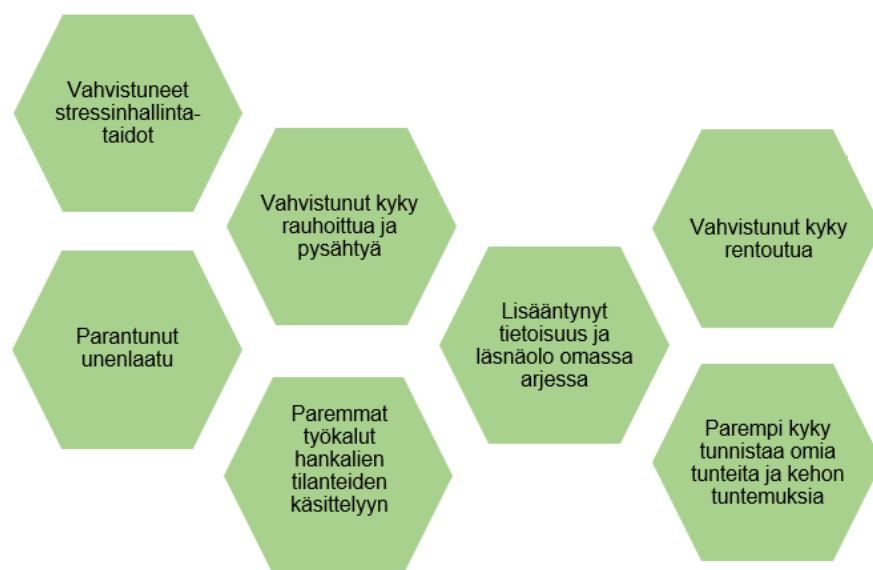 Vahvistuneet
stressinhallinta-
taidot
Vahvistunut kyky
rauhoittua ja
pysähtyä
Vahvistunut kyky
rentoutua
Parantunut
unenlaatu
Lisääntynyt
tietoisuus ja
läsnäolo omassa
arjessa
Paremmat
työkalut
hankalien
tilanteiden
käsittelyyn
Parempi kyky
tunnistaa omia
tunteita ja kehon
tuntemuksia